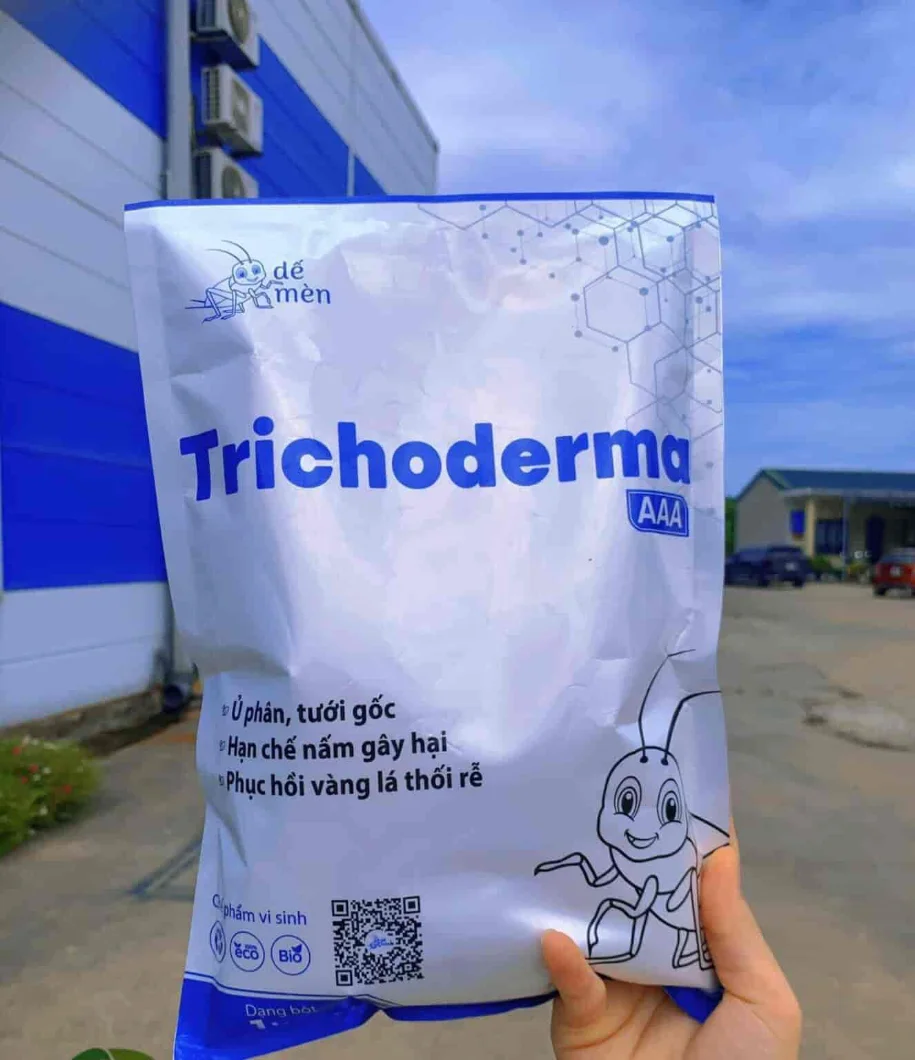 dế
mèn
Trichoderma
AAA
Ủ phân, tưới gốc
Hạn chế nấm gây hại
Phục hồi vàng lá thối rễ
phẩm vi sinh
eco
Bio
Dạng bột